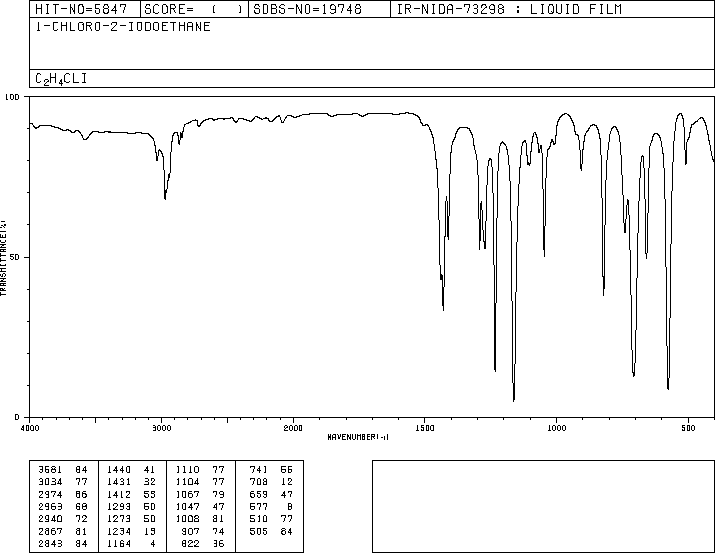 HIT-NO=5847 SCORE= ( ) SDBS-NO=19748 IR-NIDA-73298 : LIQUID FILM
1-CHLORO-2-IODOETHANE
C2H4CLI
100
50
0
TRANSMITTANCE(%)
4000 3000 2000 1500 1000 500
WAVENUMBER(-1)
3581 84 1440 41 1110 77 741 55
3034 77 1431 32 1104 77 708 12
2974 86 1412 55 1067 79 659 47
2963 68 1293 50 1047 47 577 8
2940 72 1273 50 1008 81 510 77
2867 81 1234 13 907 74 505 84
2843 84 1164 4 822 36